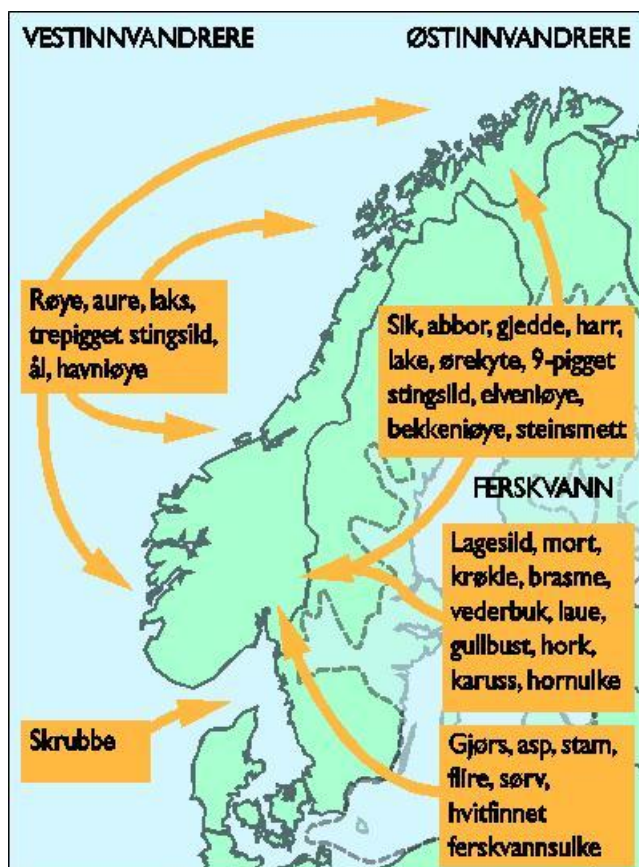 VESTINNVANDRERE
ØSTINNVANDRERE
Røye, aure, laks,
trepigget stingsild,
ål, havniøye
Sik, abbor, gjedde, harr,
lake, ørekyte, 9-pigget
stingsild, elveniøye,
bekkeniøye, steinsmett
FERSKVANN
Lagesild, mort,
krøkle, brasme,
vederbuk, laue,
gullbust, hork,
karuss, hornulke
Skrubbe
Gjørs, asp, stam,
flire, sørv,
hvitfinnet
ferskvannsulke